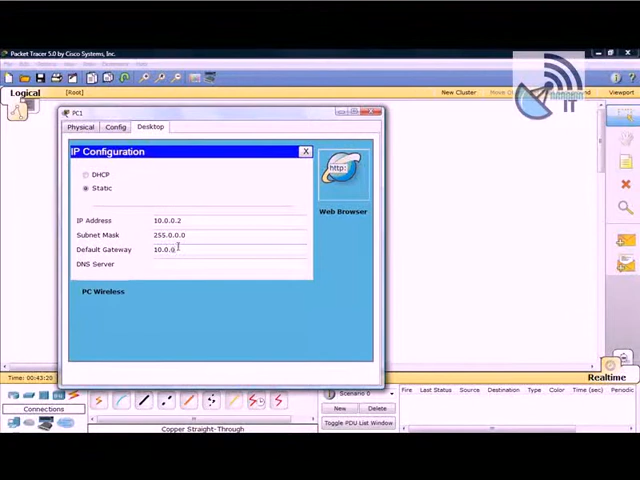 Packet Tracer 5.0 by Cisco Systems, Inc.
Logical
[Root]
New Cluster
Viewport
IT
PC1
Physical
Config
Desktop
IP Configuration
X
DHCP
Static
http:
Web Browser
IP Address 10.0.0.2
Subnet Mask 255.0.0.0
Default Gateway 10.0.0
DNS Server
PC Wireless
Time: 00:43:20
Realtime
Scenario 0
Fire Last Status Source Destination Type Color Time (sec) Periodic
New
Delete
Connections
Toggle PDU List Window
Copper Straight-Through